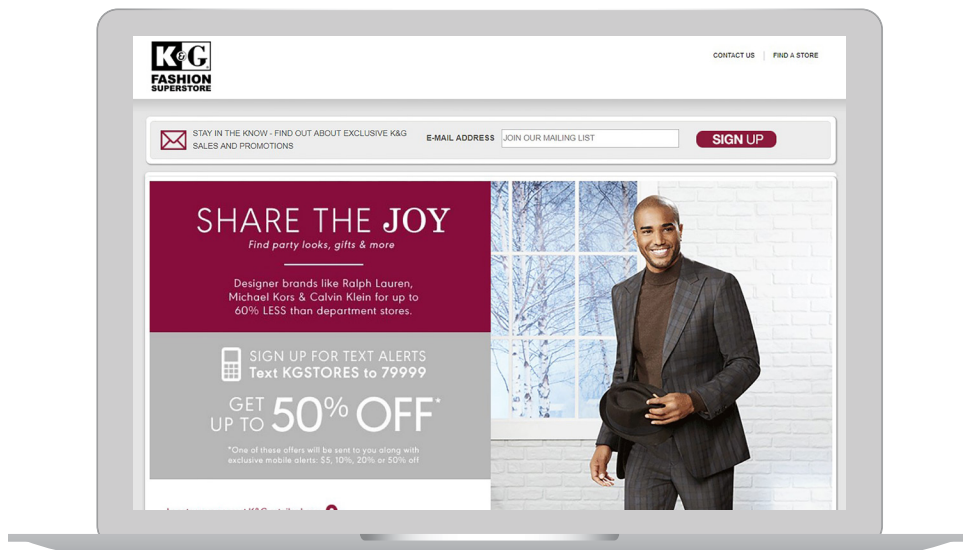 K&G
FASHION
SUPERSTORE
CONTACT US
FIND A STORE
STAY IN THE KNOW - FIND OUT ABOUT EXCLUSIVE K&G
SALES AND PROMOTIONS
E-MAIL ADDRESS
JOIN OUR MAILING LIST
SIGN UP
SHARE THE JOY
Find party looks, gifts & more
Designer brands like Ralph Lauren,
Michael Kors & Calvin Klein for up to
60% LESS than department stores.
SIGN UP FOR TEXT ALERTS
Text KGSTORES to 79999
GET
UP TO
50% OFF*
*One of these offers will be sent to you along with
exclusive mobile alerts: $5, 10%, 20% or 50% off